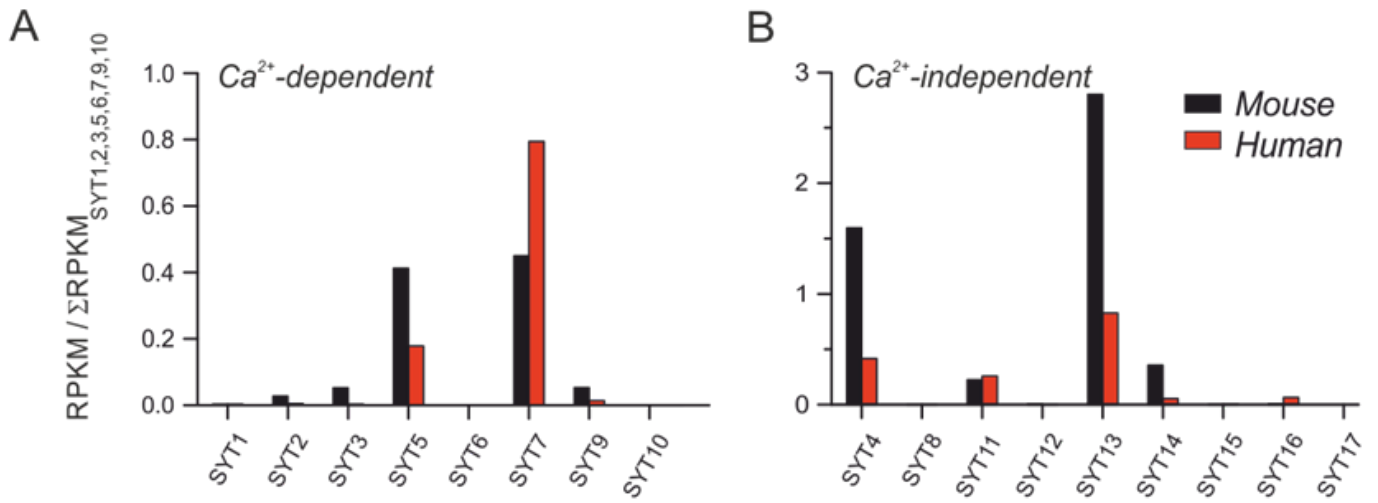 A
RPKM / ΣRPKM SYT1,2,3,5,6,7,9,10
Ca²⁺-dependent
1.0
0.8
0.6
0.4
0.2
0.0
SYT1
SYT2
SYT3
SYT5
SYT6
SYT7
SYT9
SYT10
B
Ca²⁺-independent
3
2
1
0
SYT4
SYT8
SYT11
SYT12
SYT13
SYT14
SYT15
SYT16
SYT17
Mouse
Human